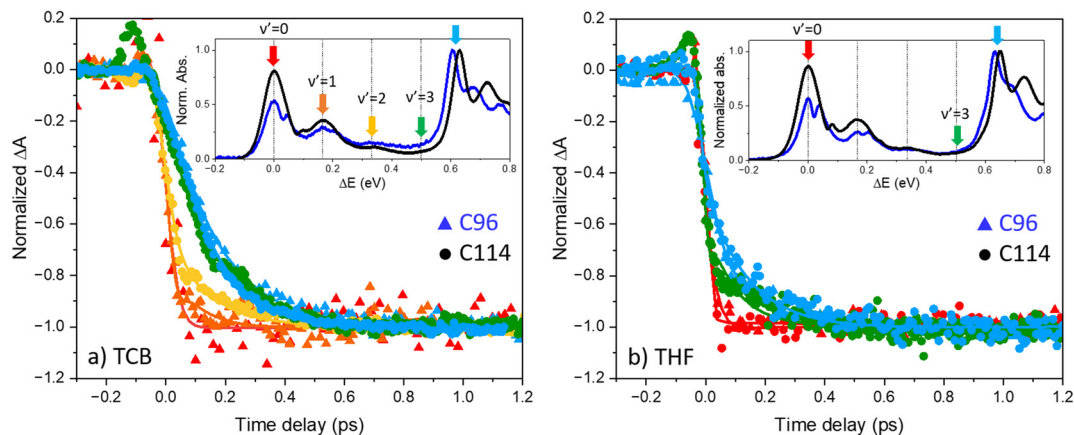 0.2
0.0
−0.2
−0.4
−0.6
−0.8
−1.0
−1.2
Normalized ΔA
−0.2 0.0 0.2 0.4 0.6 0.8 1.0 1.2
Time delay (ps)
v'=0
v'=1
v'=2
v'=3
1.0
0.5
0.0
Norm. Abs.
−0.2 0.0 0.2 0.4 0.6 0.8
ΔE (eV)
C96
C114
a) TCB
0.2
0.0
−0.2
−0.4
−0.6
−0.8
−1.0
−1.2
Normalized ΔA
−0.2 0.0 0.2 0.4 0.6 0.8 1.0 1.2
Time delay (ps)
v'=0
v'=3
1.0
0.5
0.0
Normalized abs.
−0.2 0.0 0.2 0.4 0.6 0.8
ΔE (eV)
C96
C114
b) THF